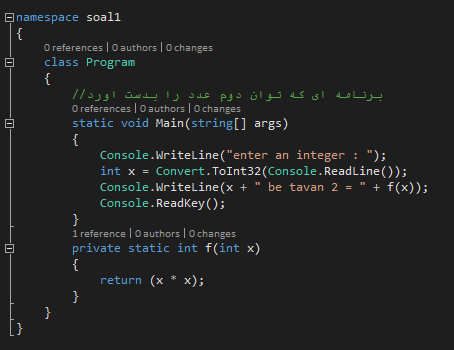 namespace soal1
{
0 references | 0 authors | 0 changes
class Program
{
//برنامه ای که توان دوم عدد را بدست اورد
0 references | 0 authors | 0 changes
static void Main(string[] args)
{
Console.WriteLine("enter an integer : ");
int x = Convert.ToInt32(Console.ReadLine());
Console.WriteLine(x + " be tavan 2 = " + f(x));
Console.ReadKey();
}
1 reference | 0 authors | 0 changes
private static int f(int x)
{
return (x * x);
}
}
}